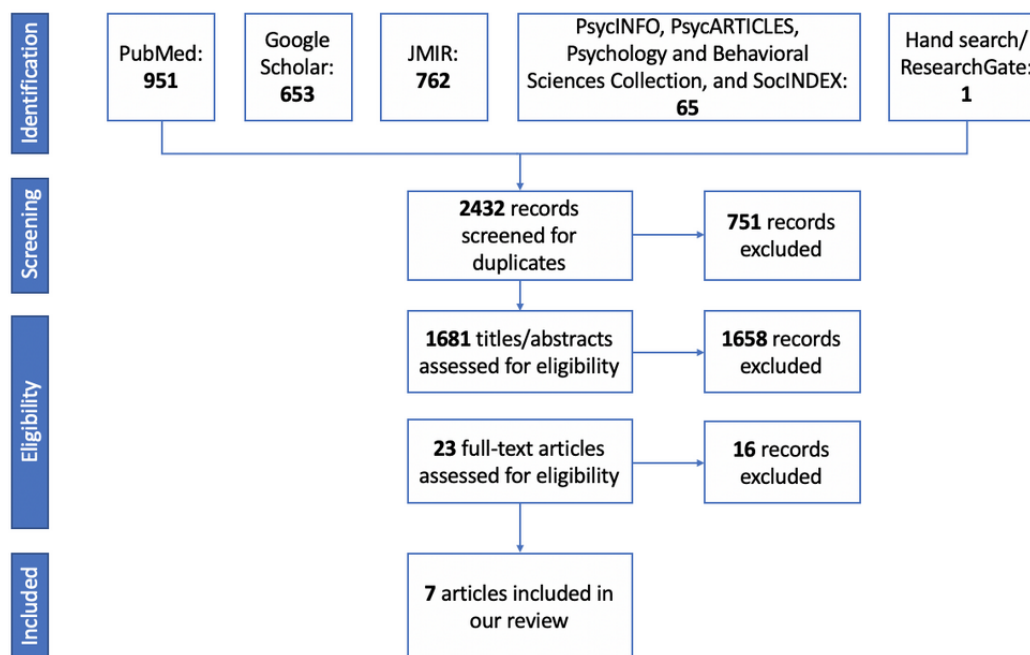 Identification
PubMed:
951
Google
Scholar:
653
JMIR:
762
PsycINFO, PsycARTICLES,
Psychology and Behavioral
Sciences Collection, and SocINDEX:
65
Hand search/
ResearchGate:
1
Screening
2432 records
screened for
duplicates
751 records
excluded
Eligibility
1681 titles/abstracts
assessed for eligibility
1658 records
excluded
23 full-text articles
assessed for eligibility
16 records
excluded
Included
7 articles included in
our review